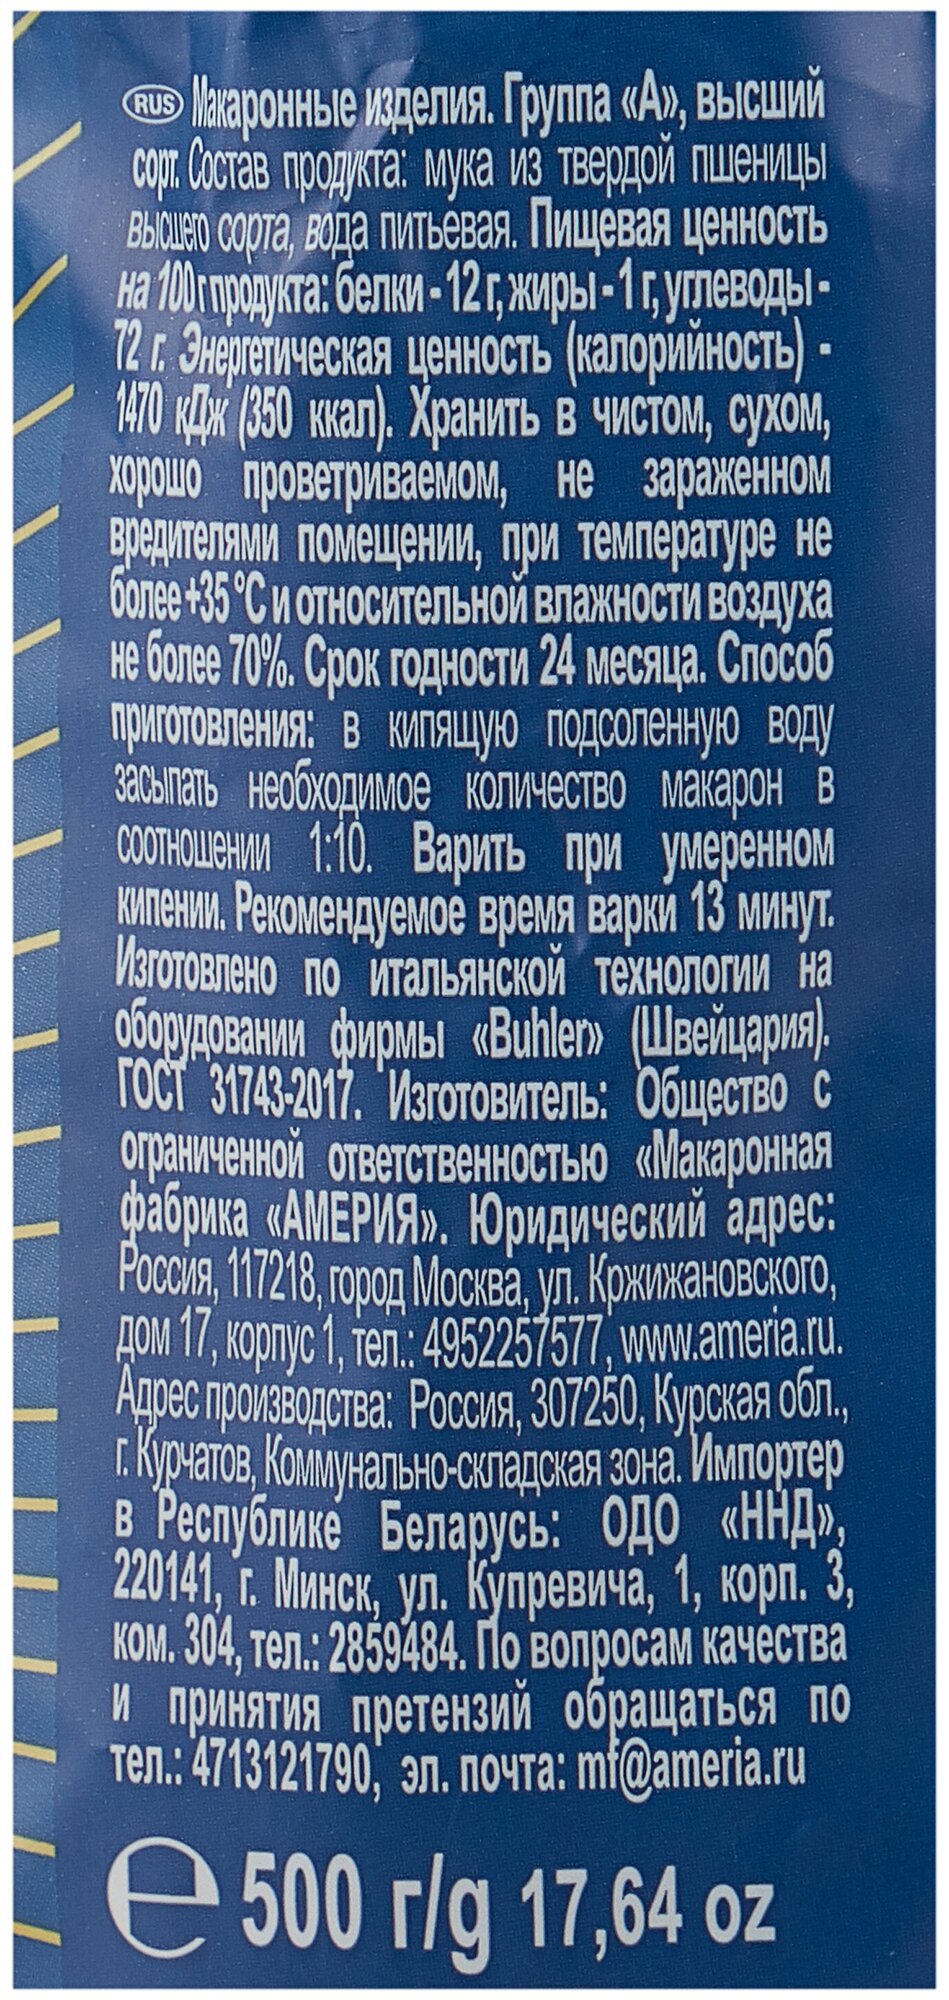 RUS Макаронные изделия. Группа «А», высший
сорт. Состав продукта: мука из твердой пшеницы
высшего сорта, вода питьевая. Пищевая ценность
на 100 г продукта: белки - 12 г, жиры - 1 г, углеводы -
72 г. Энергетическая ценность (калорийность) -
1470 кДж (350 ккал). Хранить в чистом, сухом,
хорошо проветриваемом, не зараженном
вредителями помещении, при температуре не
более +35 °С и относительной влажности воздуха
не более 70%. Срок годности 24 месяца. Способ
приготовления: в кипящую подсоленную воду
засыпать необходимое количество макарон в
соотношении 1:10. Варить при умеренном
кипении. Рекомендуемое время варки 13 минут.
Изготовлено по итальянской технологии на
оборудовании фирмы «Buhler» (Швейцария).
ГОСТ 31743-2017. Изготовитель: Общество с
ограниченной ответственностью «Макаронная
фабрика «АМЕРИЯ». Юридический адрес:
Россия, 117218, город Москва, ул. Кржижановского,
дом 17, корпус 1, тел.: 4952257577, www.ameria.ru.
Адрес производства: Россия, 307250, Курская обл.,
г. Курчатов, Коммунально-складская зона. Импортер
в Республике Беларусь: ОДО «ННД»,
220141, г. Минск, ул. Купревича, 1, корп. 3,
ком. 304, тел.: 2859484. По вопросам качества
и принятия претензий обращаться по
тел.: 4713121790, эл. почта: mf@ameria.ru
℮ 500 г/g 17,64 oz